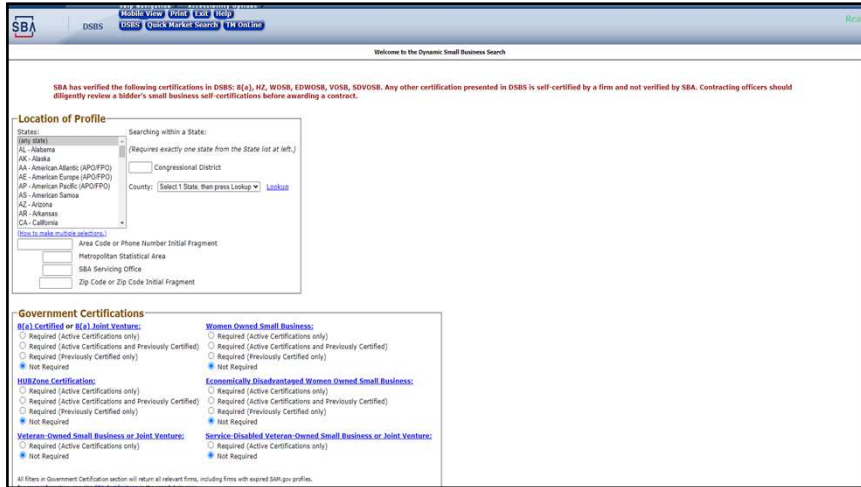 Help Navigation Accessibility Options
Mobile View Print Exit Help
SBA DSBS DSBS Quick Market Search TM OnLine
Rea
Welcome to the Dynamic Small Business Search
SBA has verified the following certifications in DSBS: 8(a), HZ, WOSB, EDWOSB, VOSB, SDVOSB. Any other certification presented in DSBS is self-certified by a firm and not verified by SBA. Contracting officers should
diligently review a bidder's small business self-certifications before awarding a contract.
Location of Profile
States: Searching within a State:
(any state)
AL - Alabama (Requires exactly one state from the State list at left.)
AK - Alaska
AA - American Atlantic (APO/FPO) Congressional District
AE - American Europe (APO/FPO)
AP - American Pacific (APO/FPO) County: Select 1 State, then press Lookup Lookup
AS - American Samoa
AZ - Arizona
AR - Arkansas
CA - California
(How to make multiple selections.)
Area Code or Phone Number Initial Fragment
Metropolitan Statistical Area
SBA Servicing Office
Zip Code or Zip Code Initial Fragment
Government Certifications
8(a) Certified or 8(a) Joint Venture: Women Owned Small Business:
Required (Active Certifications only) Required (Active Certifications only)
Required (Active Certifications and Previously Certified) Required (Active Certifications and Previously Certified)
Required (Previously Certified only) Required (Previously Certified only)
Not Required Not Required
HUBZone Certification: Economically Disadvantaged Women Owned Small Business:
Required (Active Certifications only) Required (Active Certifications only)
Required (Active Certifications and Previously Certified) Required (Active Certifications and Previously Certified)
Required (Previously Certified only) Required (Previously Certified only)
Not Required Not Required
Veteran-Owned Small Business or Joint Venture: Service-Disabled Veteran-Owned Small Business or Joint Venture:
Required (Active Certifications only) Required (Active Certifications only)
Not Required Not Required
All filters in Government Certification section will return all relevant firms, including firms with expired SAM.gov profiles.